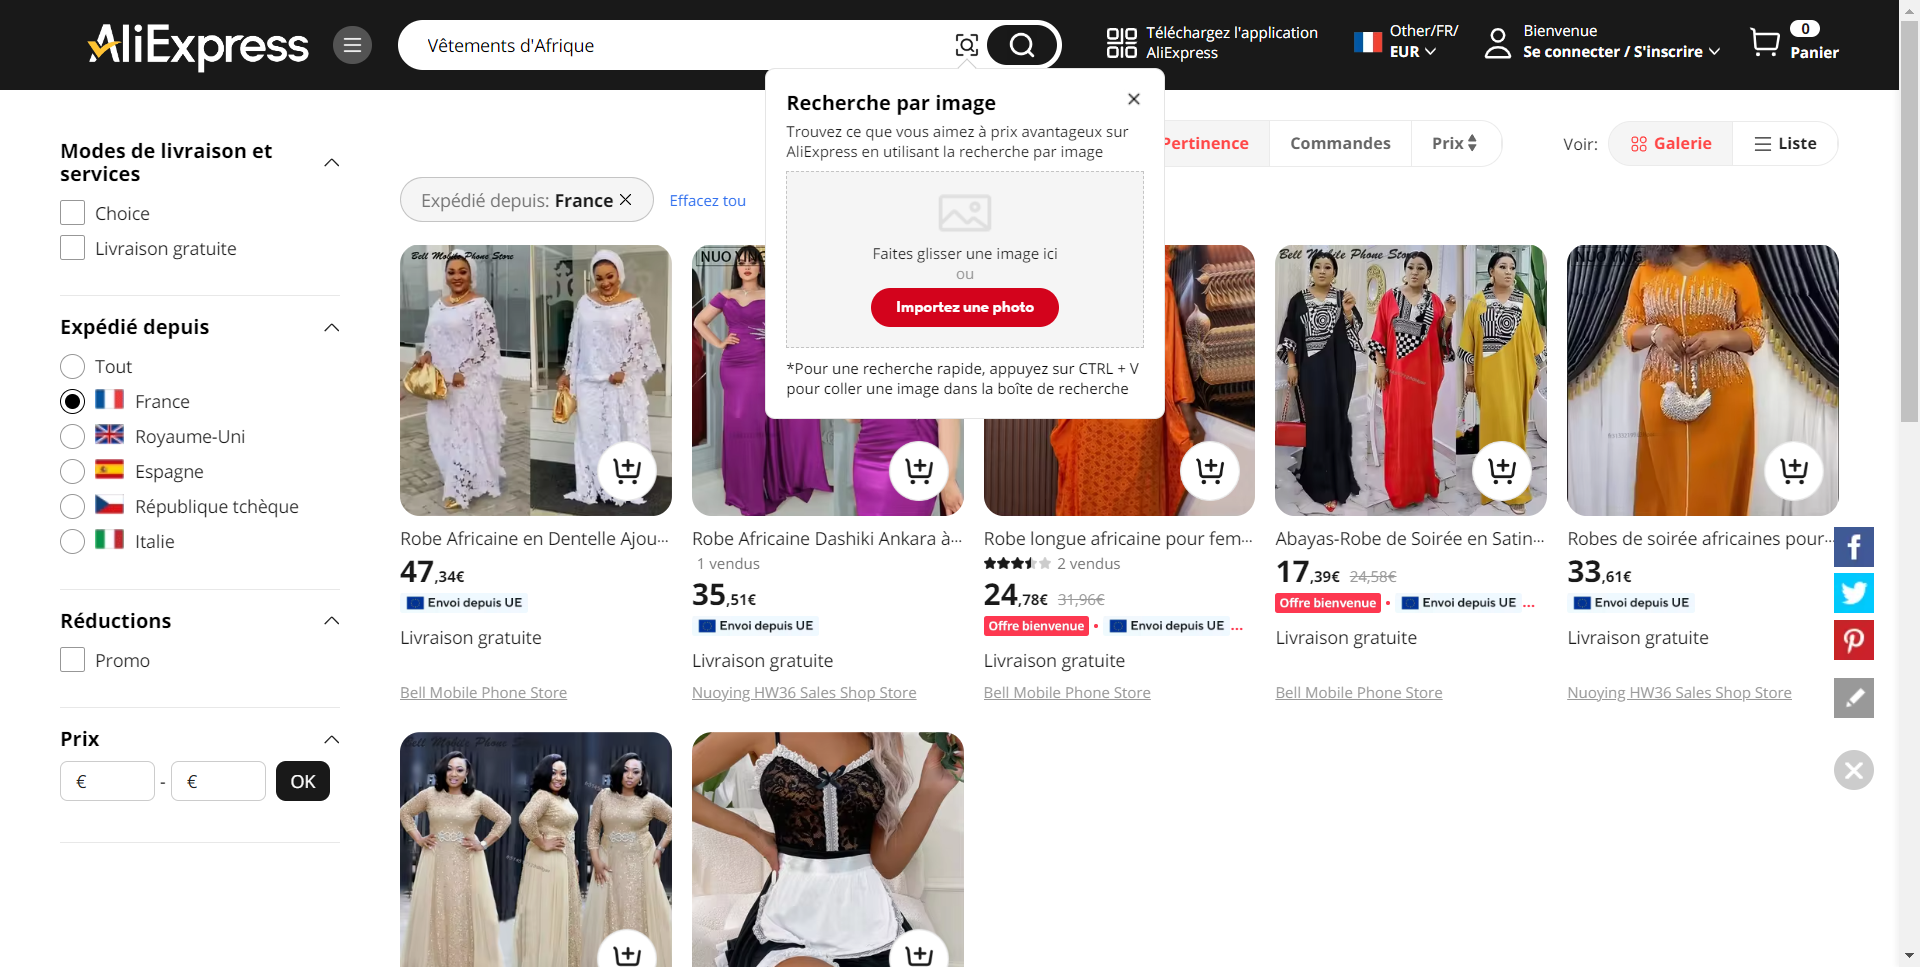 AliExpress
Vêtements d'Afrique
Téléchargez l'application
AliExpress
Other/FR/
EUR
Bienvenue
Se connecter / S'inscrire
0
Panier
Recherche par image
Trouvez ce que vous aimez à prix avantageux sur
AliExpress en utilisant la recherche par image
Faites glisser une image ici
ou
Importez une photo
*Pour une recherche rapide, appuyez sur CTRL + V
pour coller une image dans la boîte de recherche
Pertinence
Commandes
Prix
Voir:
Galerie
Liste
Modes de livraison et
services
Choice
Livraison gratuite
Expédié depuis
Tout
France
Royaume-Uni
Espagne
République tchèque
Italie
Réductions
Promo
Prix
€ - € OK
Expédié depuis: France
Effacez tou
Bell Mobile Phone Store
Robe Africaine en Dentelle Ajou...
47,34€
Envoi depuis UE
Livraison gratuite
Bell Mobile Phone Store
NUO YING
Robe Africaine Dashiki Ankara à...
1 vendus
35,51€
Envoi depuis UE
Livraison gratuite
Nuoying HW36 Sales Shop Store
Robe longue africaine pour fem...
2 vendus
24,78€ 31,96€
Offre bienvenue • Envoi depuis UE ...
Livraison gratuite
Bell Mobile Phone Store
Bell Mobile Phone Store
Abayas-Robe de Soirée en Satin...
17,39€ 24,58€
Offre bienvenue • Envoi depuis UE ...
Livraison gratuite
Bell Mobile Phone Store
NUO YING
Robes de soirée africaines pour...
33,61€
Envoi depuis UE
Livraison gratuite
Nuoying HW36 Sales Shop Store
Bell Mobile Phone Store